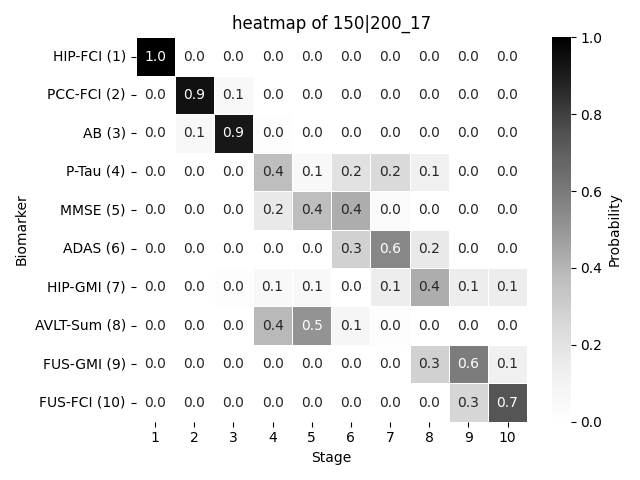 heatmap of 150|200_17
HIP-FCI (1) 1.0 0.0 0.0 0.0 0.0 0.0 0.0 0.0 0.0 0.0
PCC-FCI (2) 0.0 0.9 0.1 0.0 0.0 0.0 0.0 0.0 0.0 0.0
AB (3) 0.0 0.1 0.9 0.0 0.0 0.0 0.0 0.0 0.0 0.0
P-Tau (4) 0.0 0.0 0.0 0.4 0.1 0.2 0.2 0.1 0.0 0.0
MMSE (5) 0.0 0.0 0.0 0.2 0.4 0.4 0.0 0.0 0.0 0.0
ADAS (6) 0.0 0.0 0.0 0.0 0.0 0.3 0.6 0.2 0.0 0.0
HIP-GMI (7) 0.0 0.0 0.0 0.1 0.1 0.0 0.1 0.4 0.1 0.1
AVLT-Sum (8) 0.0 0.0 0.0 0.4 0.5 0.1 0.0 0.0 0.0 0.0
FUS-GMI (9) 0.0 0.0 0.0 0.0 0.0 0.0 0.0 0.3 0.6 0.1
FUS-FCI (10) 0.0 0.0 0.0 0.0 0.0 0.0 0.0 0.0 0.3 0.7
1 2 3 4 5 6 7 8 9 10
Stage
Biomarker
1.0
0.8
0.6
0.4
0.2
0.0
Probability